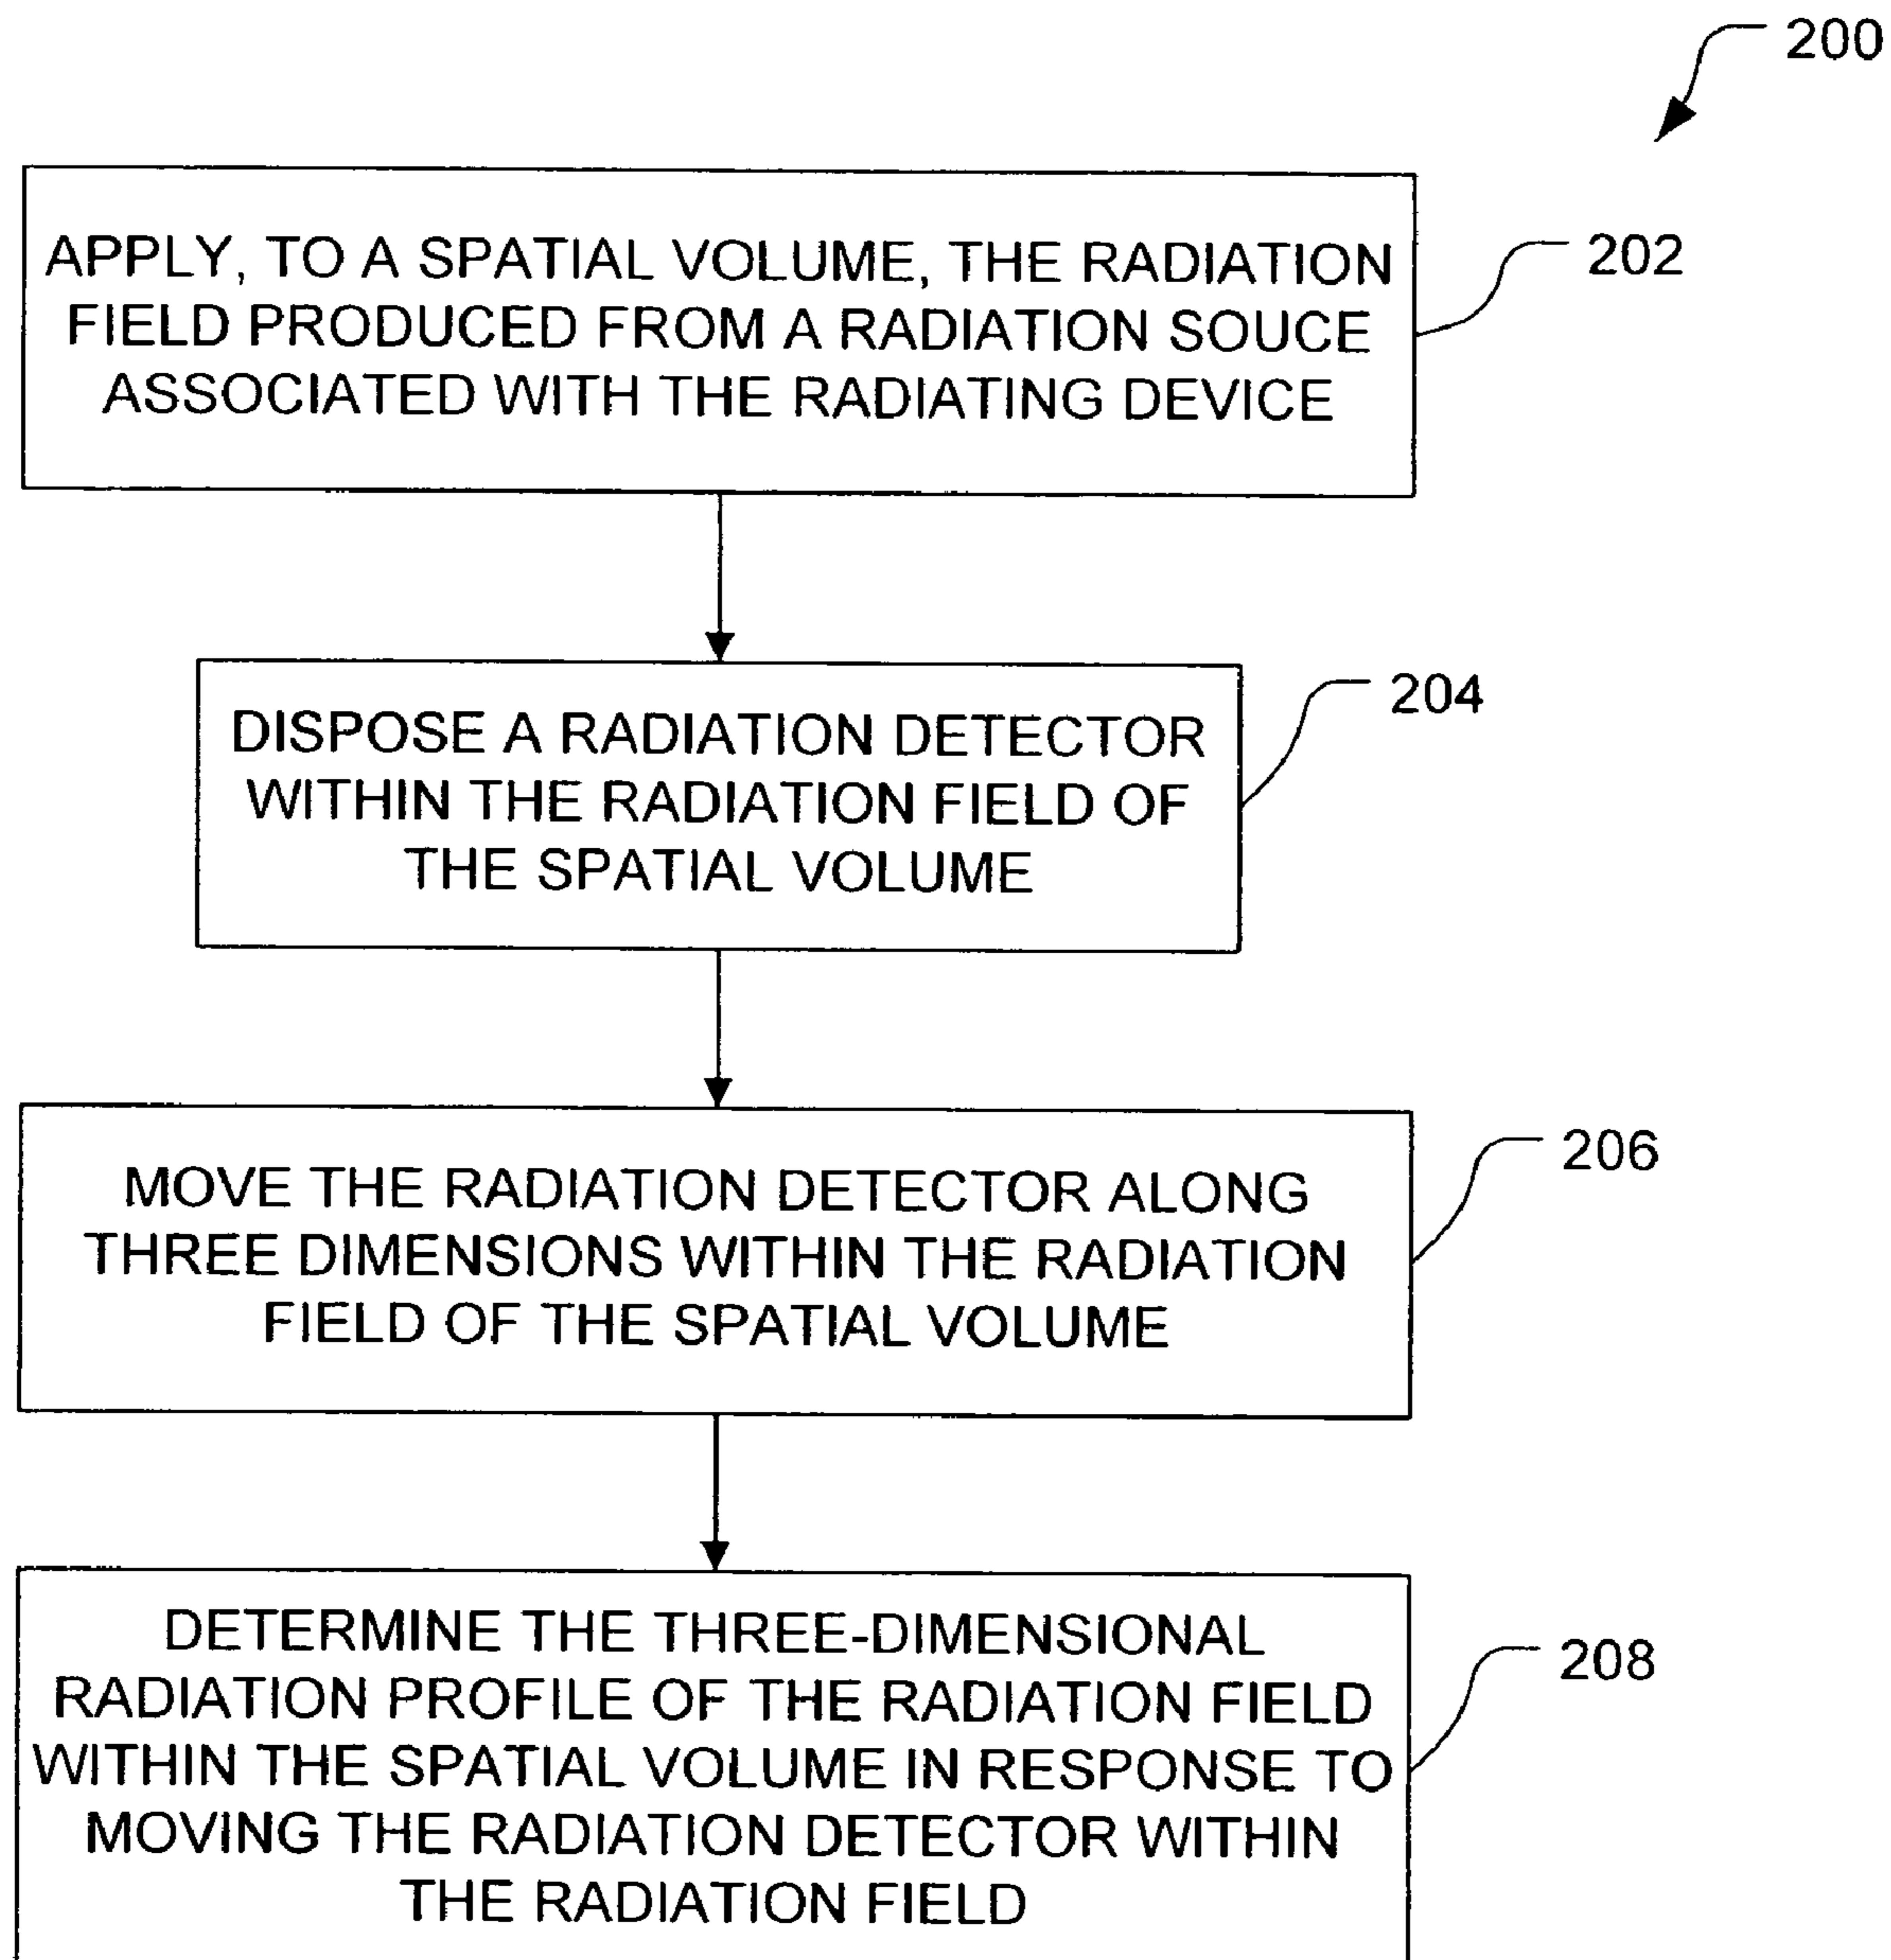 200
APPLY, TO A SPATIAL VOLUME, THE RADIATION
FIELD PRODUCED FROM A RADIATION SOUCE
ASSOCIATED WITH THE RADIATING DEVICE
202
DISPOSE A RADIATION DETECTOR
WITHIN THE RADIATION FIELD OF
THE SPATIAL VOLUME
204
MOVE THE RADIATION DETECTOR ALONG
THREE DIMENSIONS WITHIN THE RADIATION
FIELD OF THE SPATIAL VOLUME
206
DETERMINE THE THREE-DIMENSIONAL
RADIATION PROFILE OF THE RADIATION FIELD
WITHIN THE SPATIAL VOLUME IN RESPONSE TO
MOVING THE RADIATION DETECTOR WITHIN
THE RADIATION FIELD
208